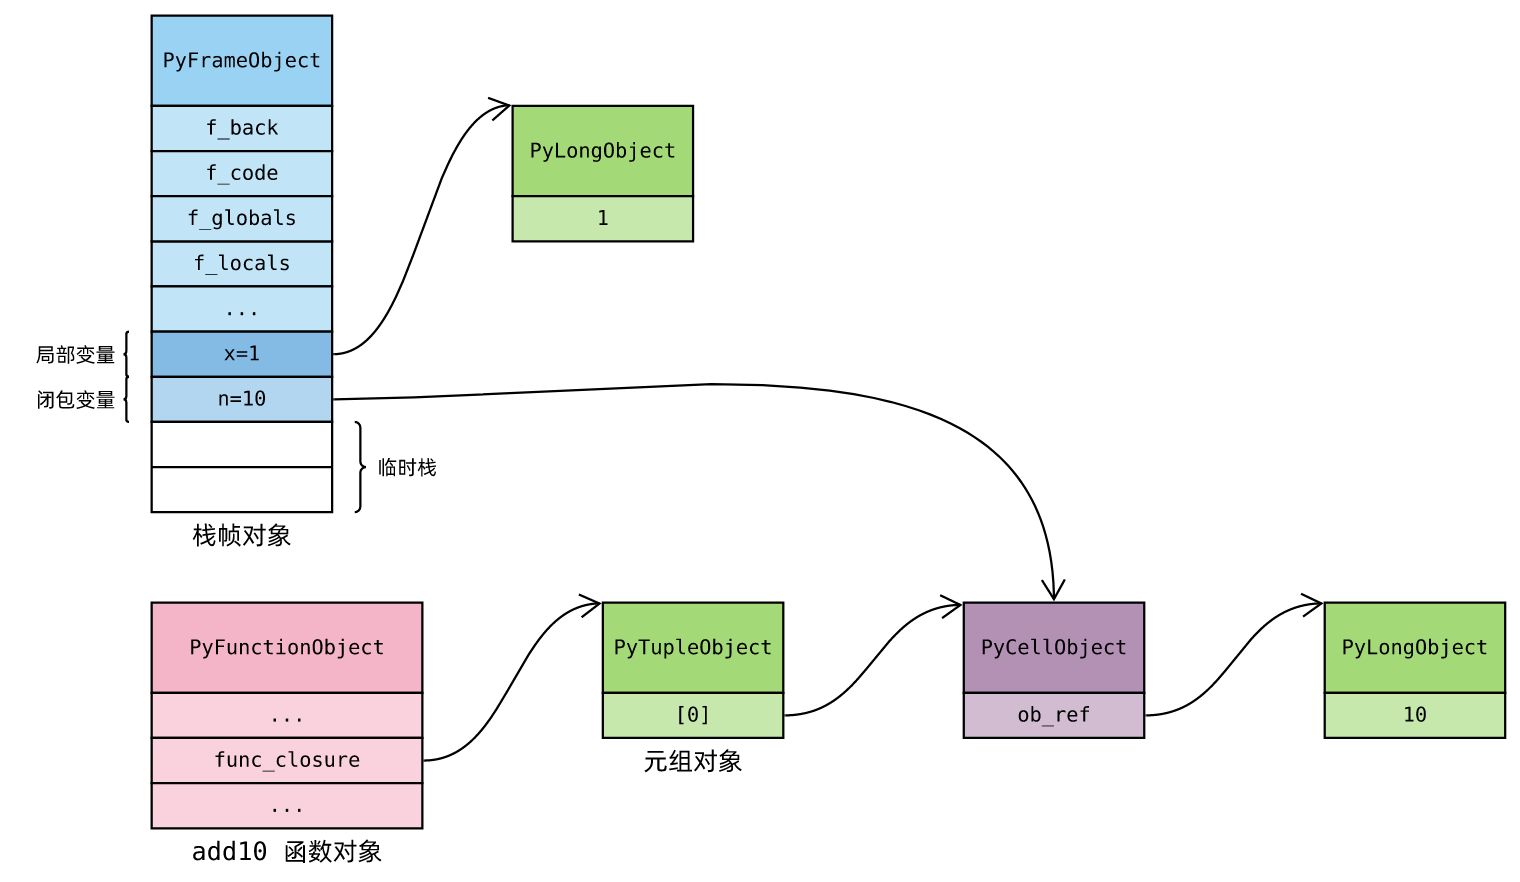 PyFrameObject
f_back
f_code
f_globals
f_locals
...
局部变量
x=1
闭包变量
n=10
临时栈
栈帧对象
PyLongObject
1
PyFunctionObject
...
func_closure
...
add10 函数对象
PyTupleObject
[0]
元组对象
PyCellObject
ob_ref
PyLongObject
10